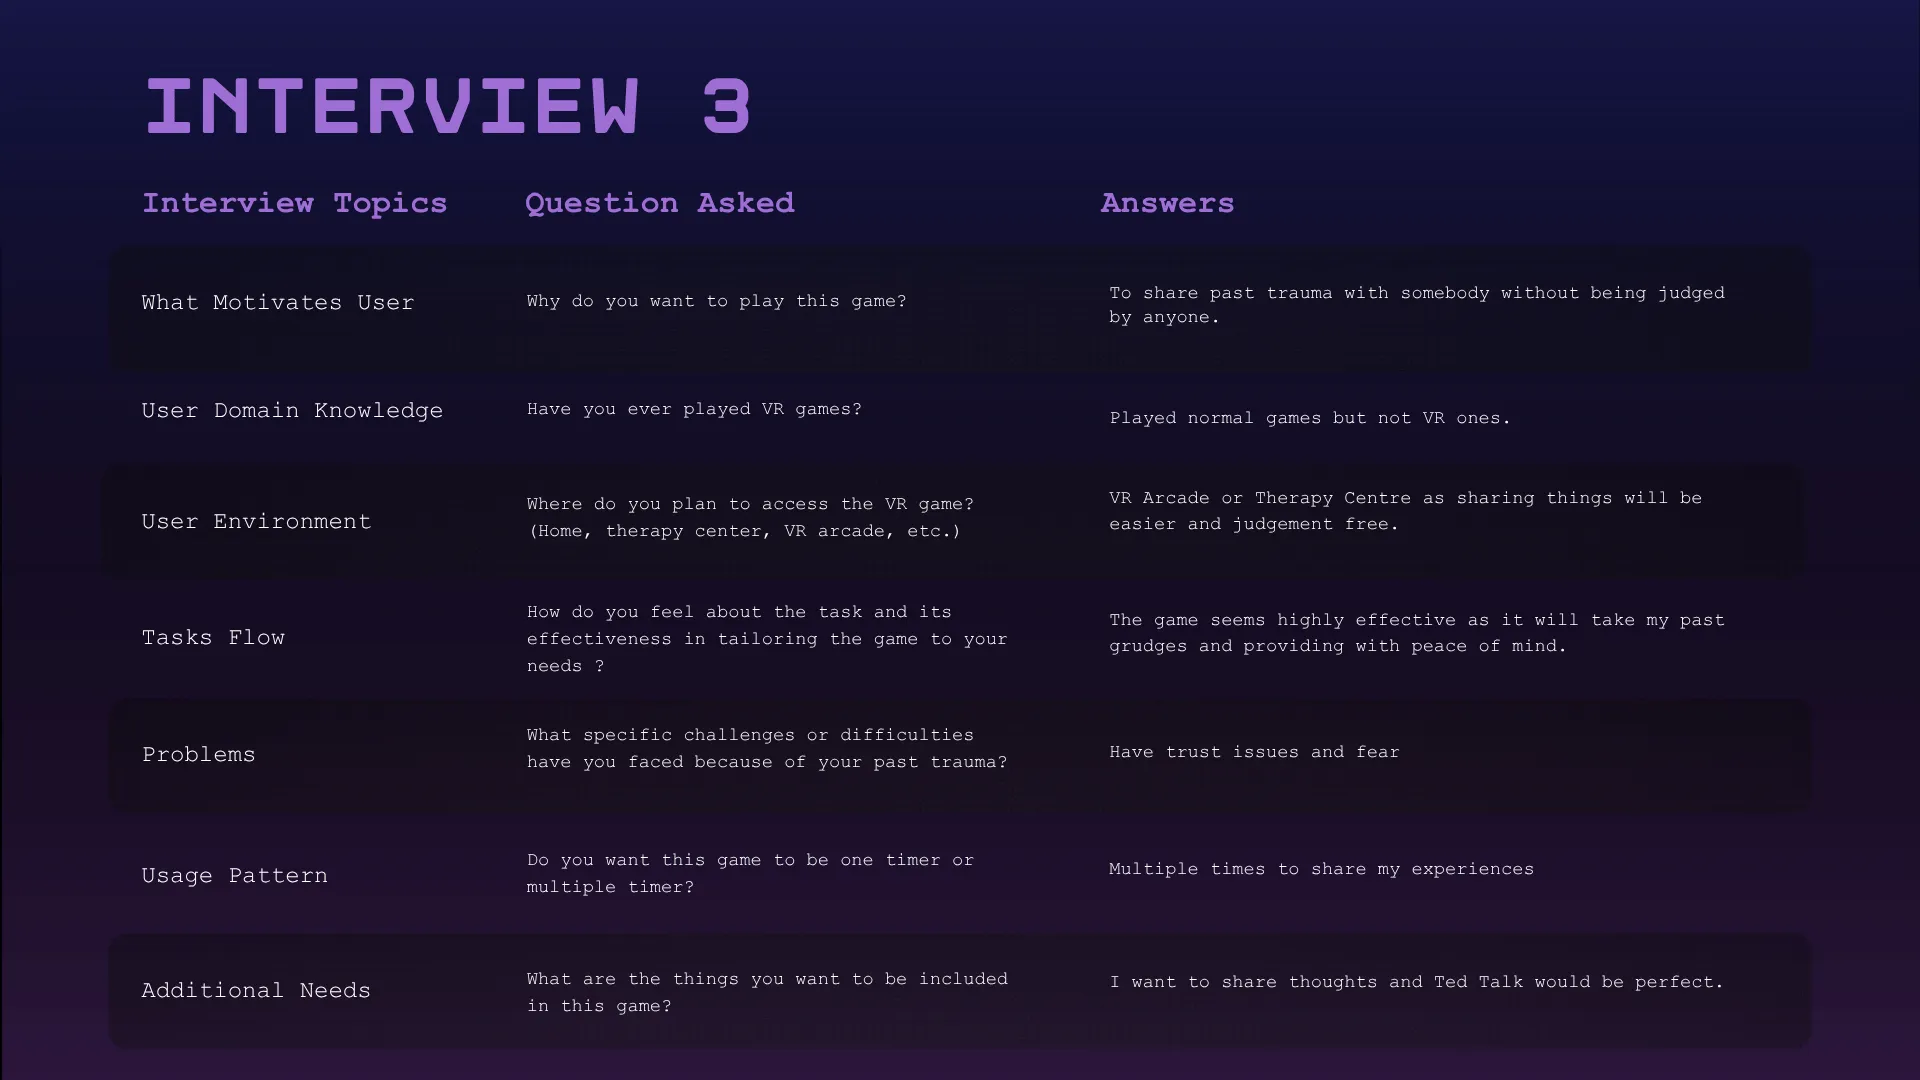 INTERVIEW 3
Interview Topics
Question Asked
Answers
What Motivates User
Why do you want to play this game?
To share past trauma with somebody without being judged
by anyone.
User Domain Knowledge
Have you ever played VR games?
Played normal games but not VR ones.
User Environment
Where do you plan to access the VR game?
(Home, therapy center, VR arcade, etc.)
VR Arcade or Therapy Centre as sharing things will be
easier and judgement free.
Tasks Flow
How do you feel about the task and its
effectiveness in tailoring the game to your
needs ?
The game seems highly effective as it will take my past
grudges and providing with peace of mind.
Problems
What specific challenges or difficulties
have you faced because of your past trauma?
Have trust issues and fear
Usage Pattern
Do you want this game to be one timer or
multiple timer?
Multiple times to share my experiences
Additional Needs
What are the things you want to be included
in this game?
I want to share thoughts and Ted Talk would be perfect.